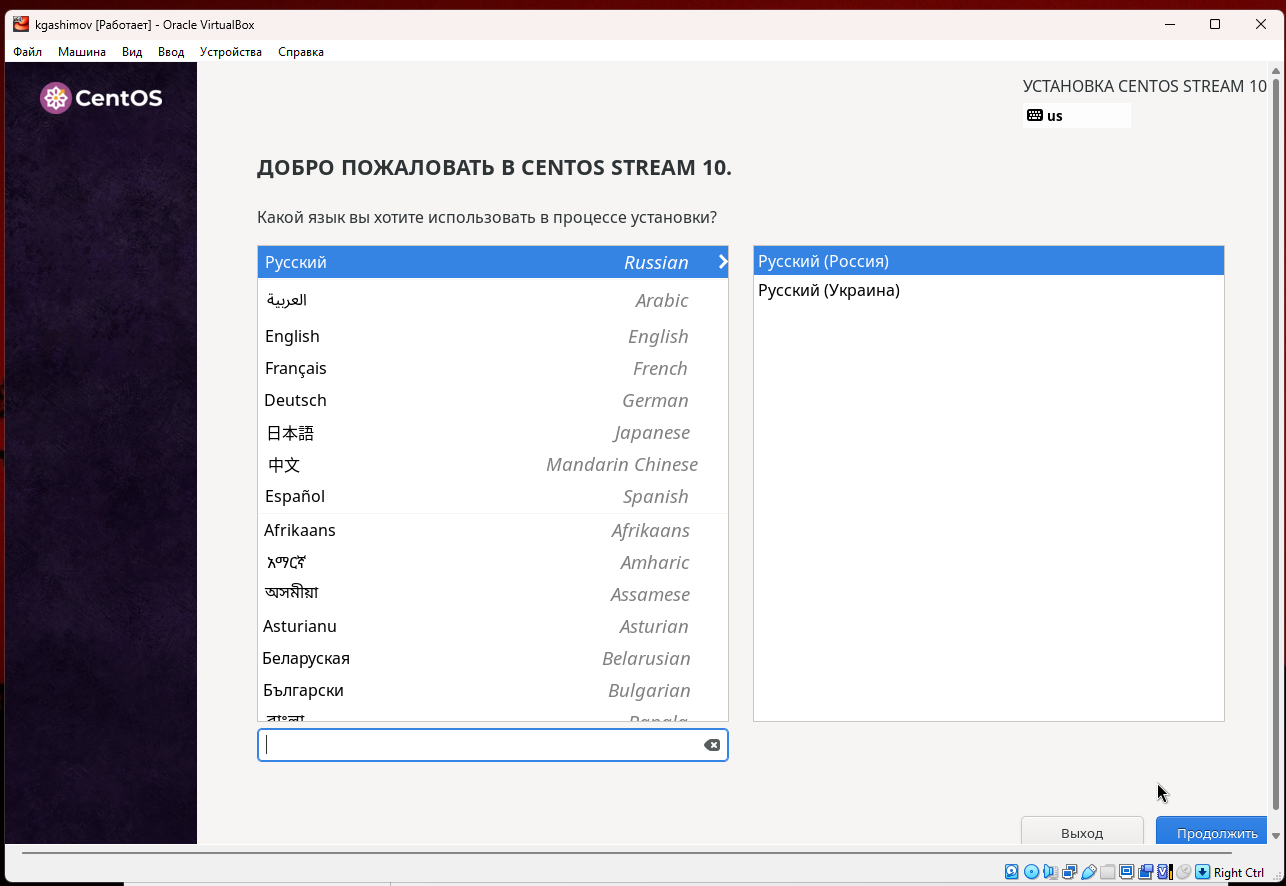 kgashimov [Работает] - Oracle VirtualBox
Файл Машина Вид Ввод Устройства Справка
CentOS
УСТАНОВКА CENTOS STREAM 10
us
ДОБРО ПОЖАЛОВАТЬ В CENTOS STREAM 10.
Какой язык вы хотите использовать в процессе установки?
Русский Russian
العربية Arabic
English English
Français French
Deutsch German
日本語 Japanese
中文 Mandarin Chinese
Español Spanish
Afrikaans Afrikaans
አማርኛ Amharic
অসমীয়া Assamese
Asturianu Asturian
Беларуская Belarusian
Български Bulgarian
বাংলা Bangla
Русский (Россия)
Русский (Украина)
Выход Продолжить
Right Ctrl